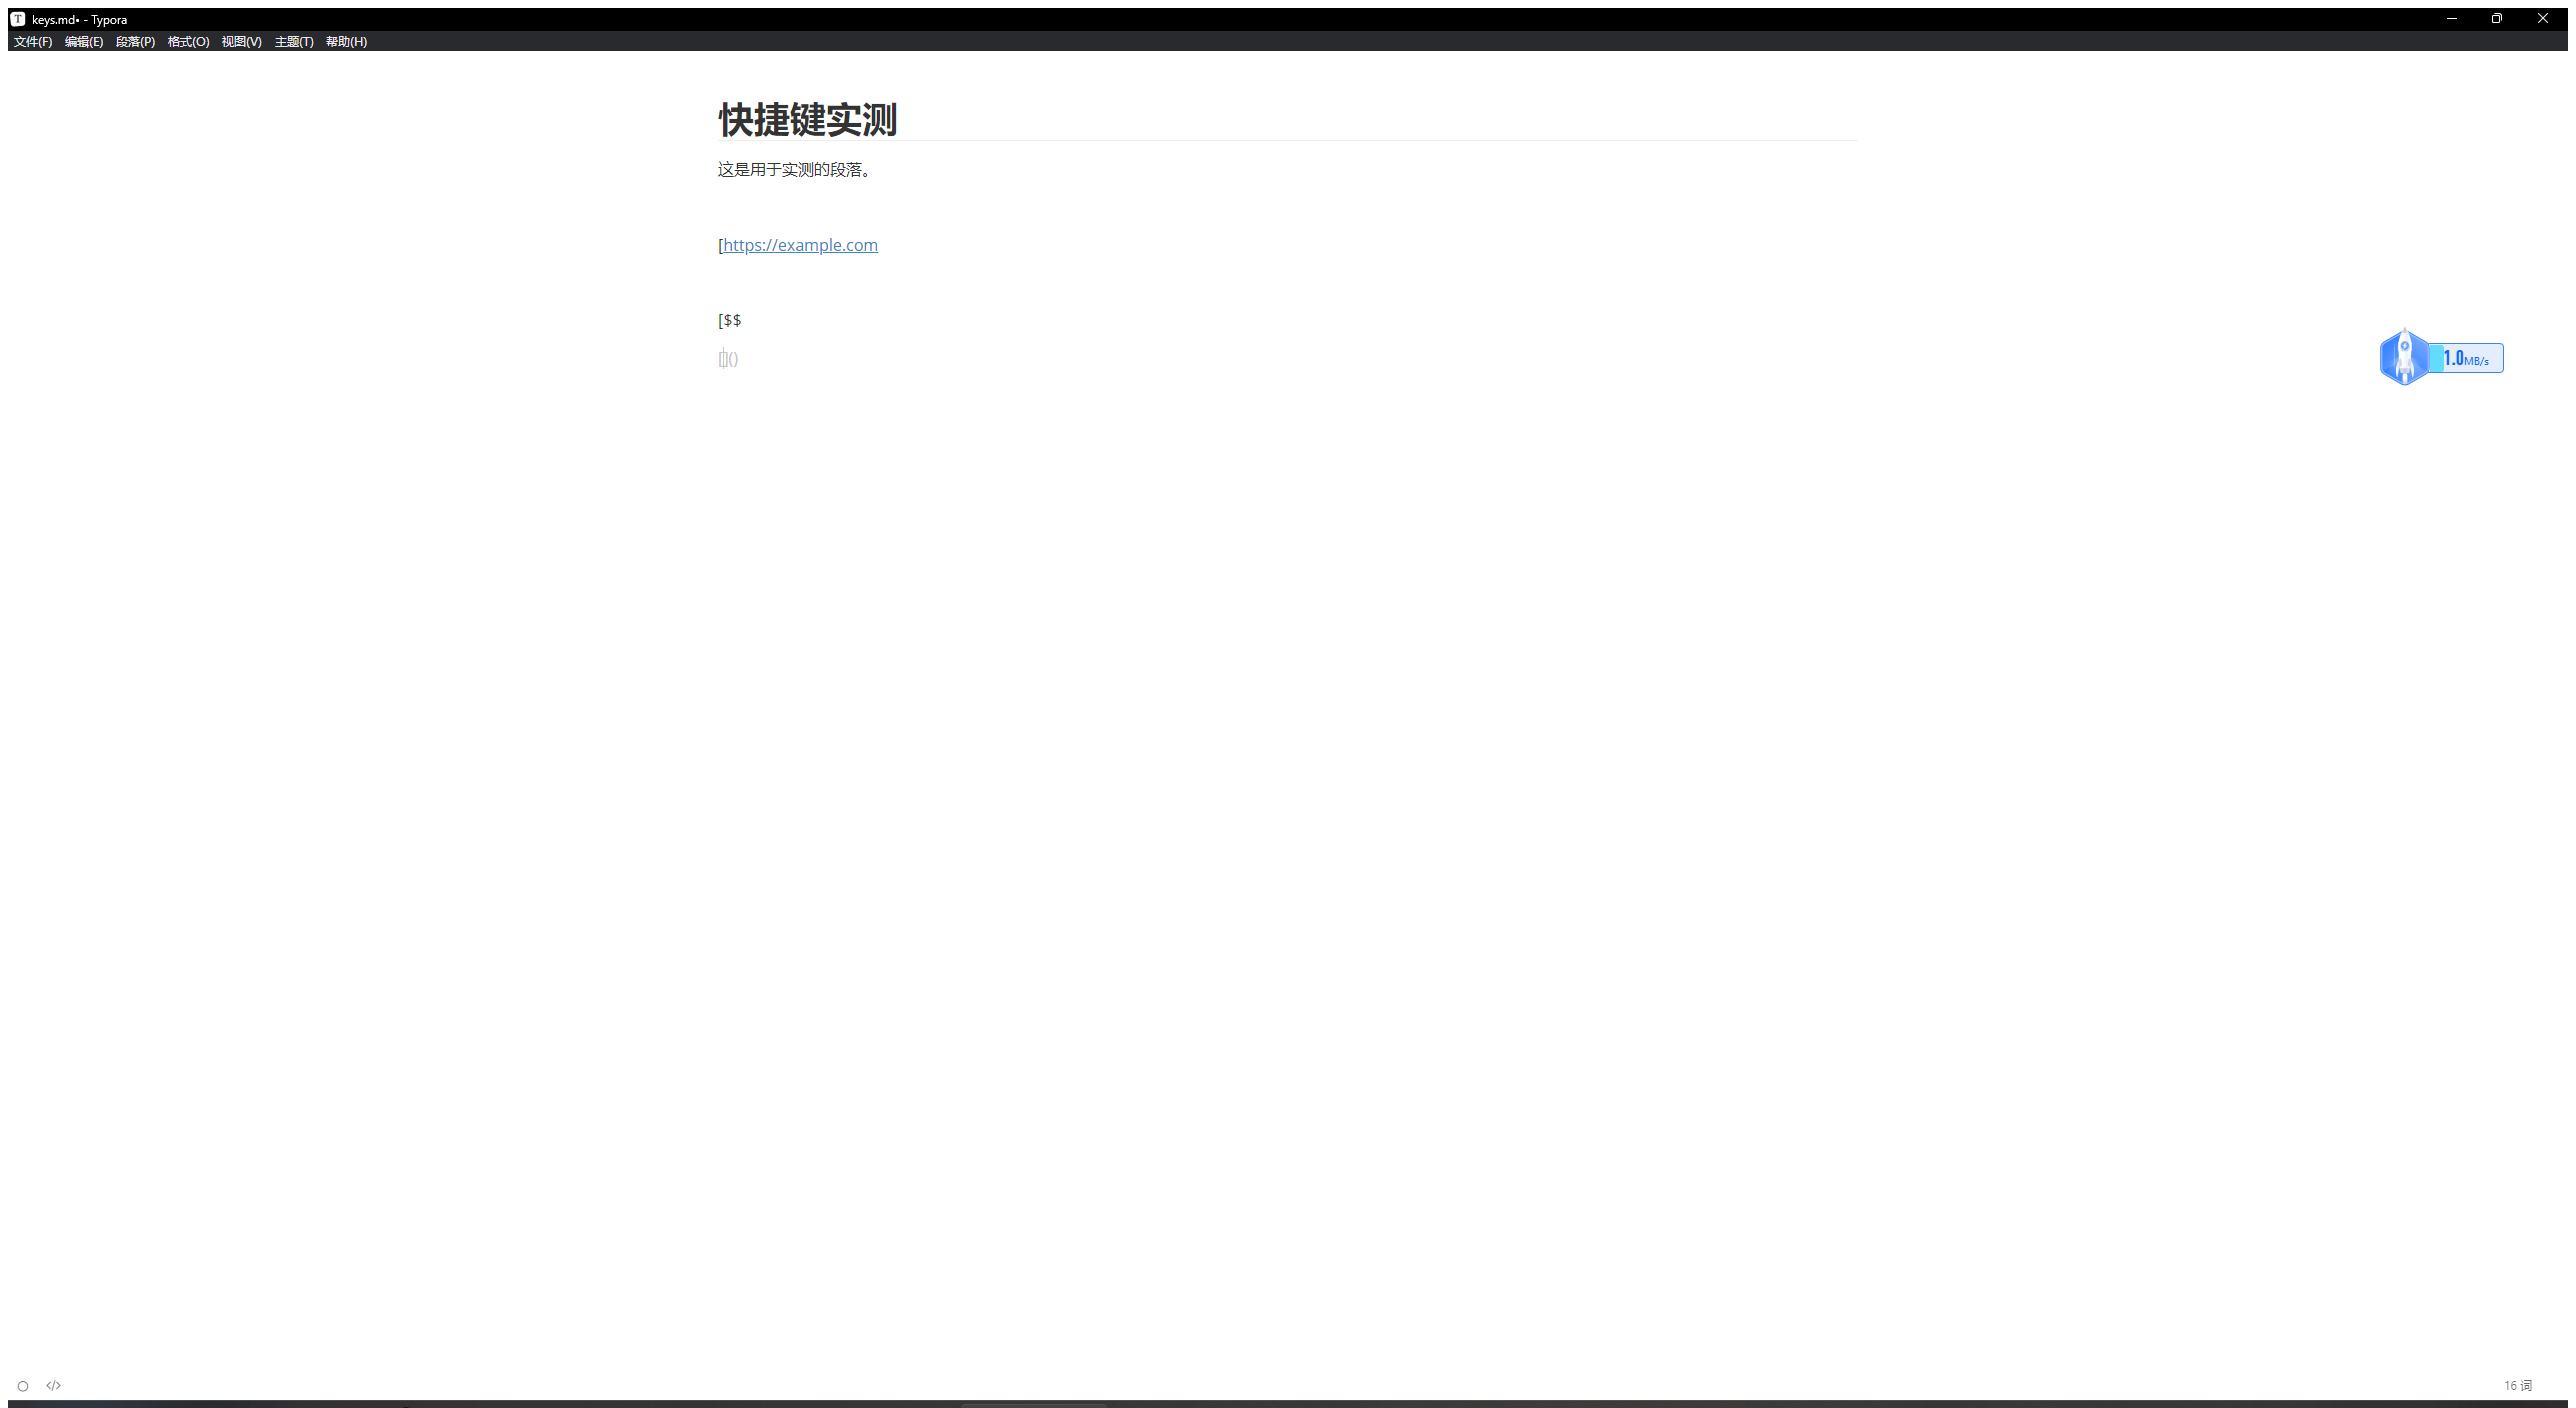 T keys.md• - Typora
文件(F) 编辑(E) 段落(P) 格式(O) 视图(V) 主题(T) 帮助(H)
快捷键实测
这是用于实测的段落。
[https://example.com
[$$
[]()
1.0MB/s
</> 16 词